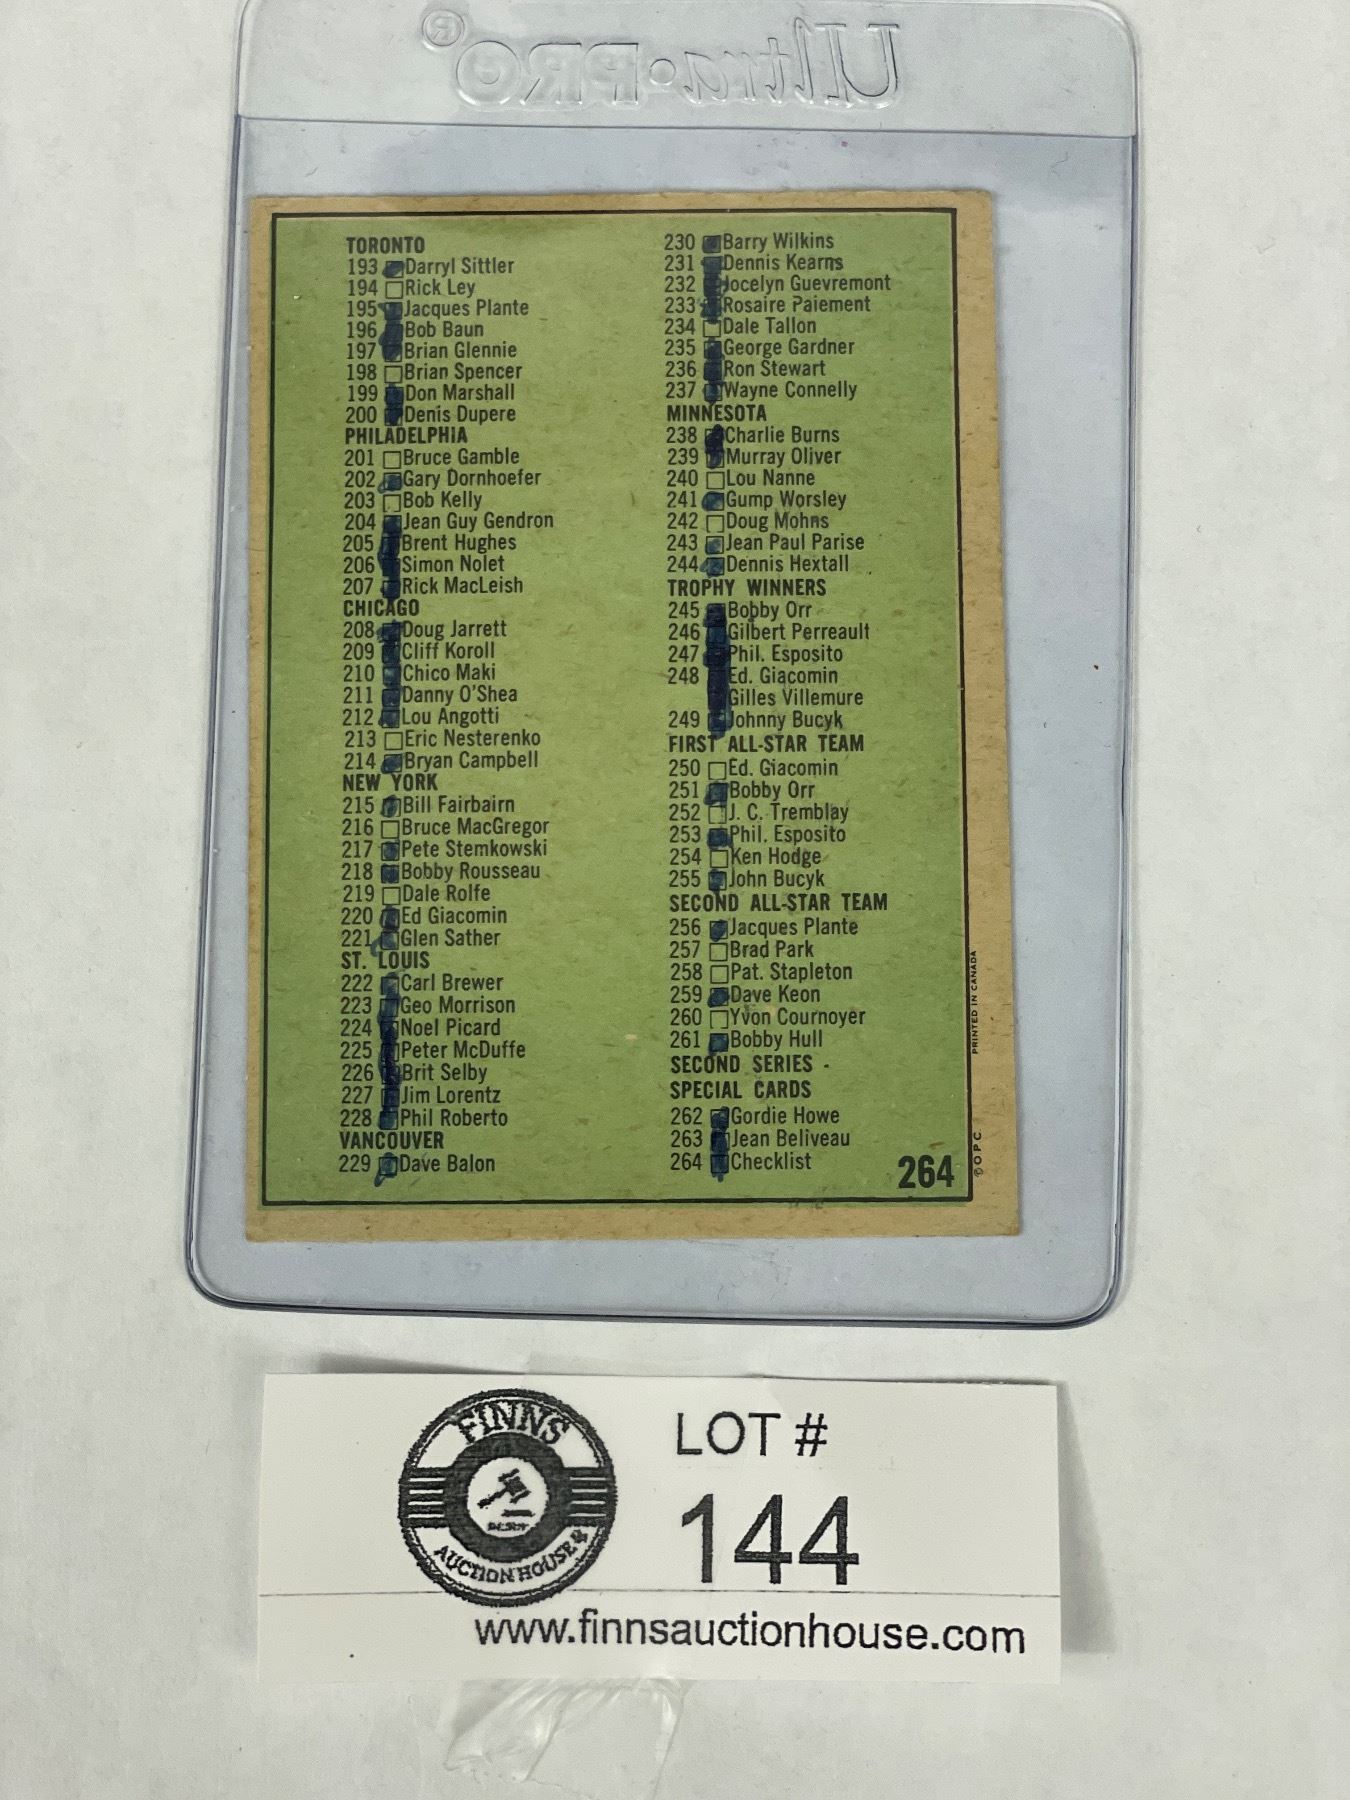 Ultra•PRO®
TORONTO
193 Darryl Sittler
194 Rick Ley
195 Jacques Plante
196 Bob Baun
197 Brian Glennie
198 Brian Spencer
199 Don Marshall
200 Denis Dupere
PHILADELPHIA
201 Bruce Gamble
202 Gary Dornhoefer
203 Bob Kelly
204 Jean Guy Gendron
205 Brent Hughes
206 Simon Nolet
207 Rick MacLeish
CHICAGO
208 Doug Jarrett
209 Cliff Koroll
210 Chico Maki
211 Danny O'Shea
212 Lou Angotti
213 Eric Nesterenko
214 Bryan Campbell
NEW YORK
215 Bill Fairbairn
216 Bruce MacGregor
217 Pete Stemkowski
218 Bobby Rousseau
219 Dale Rolfe
220 Ed Giacomin
221 Glen Sather
ST. LOUIS
222 Carl Brewer
223 Geo Morrison
224 Noel Picard
225 Peter McDuffe
226 Brit Selby
227 Jim Lorentz
228 Phil Roberto
VANCOUVER
229 Dave Balon
230 Barry Wilkins
231 Dennis Kearns
232 Jocelyn Guevremont
233 Rosaire Paiement
234 Dale Tallon
235 George Gardner
236 Ron Stewart
237 Wayne Connelly
MINNESOTA
238 Charlie Burns
239 Murray Oliver
240 Lou Nanne
241 Gump Worsley
242 Doug Mohns
243 Jean Paul Parise
244 Dennis Hextall
TROPHY WINNERS
245 Bobby Orr
246 Gilbert Perreault
247 Phil. Esposito
248 Ed. Giacomin
Gilles Villemure
249 Johnny Bucyk
FIRST ALL-STAR TEAM
250 Ed. Giacomin
251 Bobby Orr
252 J. C. Tremblay
253 Phil. Esposito
254 Ken Hodge
255 John Bucyk
SECOND ALL-STAR TEAM
256 Jacques Plante
257 Brad Park
258 Pat. Stapleton
259 Dave Keon
260 Yvon Cournoyer
261 Bobby Hull
SECOND SERIES -
SPECIAL CARDS
262 Gordie Howe
263 Jean Beliveau
264 Checklist
264
© O.P.C. PRINTED IN CANADA
FINNS
AUCTION HOUSE
LOT #
144
www.finnsauctionhouse.com